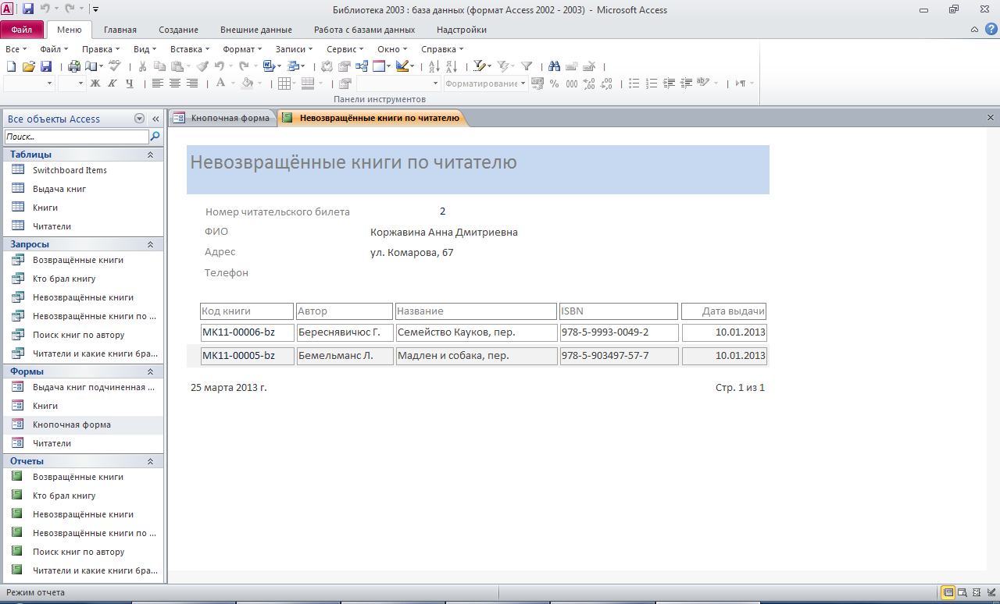 Библиотека 2003 : база данных (формат Access 2002 - 2003) - Microsoft Access
Файл Меню Главная Создание Внешние данные Работа с базами данных Надстройки
Все Файл Правка Вид Вставка Формат Записи Сервис Окно Справка
Ж К Ч Форматирование % 000
Панели инструментов
Все объекты Access
Поиск...
Таблицы
Switchboard Items
Выдача книг
Книги
Читатели
Запросы
Возвращённые книги
Кто брал книгу
Невозвращённые книги
Невозвращённые книги по ...
Поиск книг по автору
Читатели и какие книги бра...
Формы
Выдача книг подчиненная ...
Книги
Кнопочная форма
Читатели
Отчеты
Возвращённые книги
Кто брал книгу
Невозвращённые книги
Невозвращённые книги по ...
Поиск книг по автору
Читатели и какие книги бра...
Кнопочная форма Невозвращённые книги по читателю
Невозвращённые книги по читателю
Номер читательского билета 2
ФИО Коржавина Анна Дмитриевна
Адрес ул. Комарова, 67
Телефон
Код книги Автор Название ISBN Дата выдачи
МК11-00006-bz Береснявичюс Г. Семейство Кауков, пер. 978-5-9993-0049-2 10.01.2013
МК11-00005-bz Бемельманс Л. Мадлен и собака, пер. 978-5-903497-57-7 10.01.2013
25 марта 2013 г. Стр. 1 из 1
Режим отчета